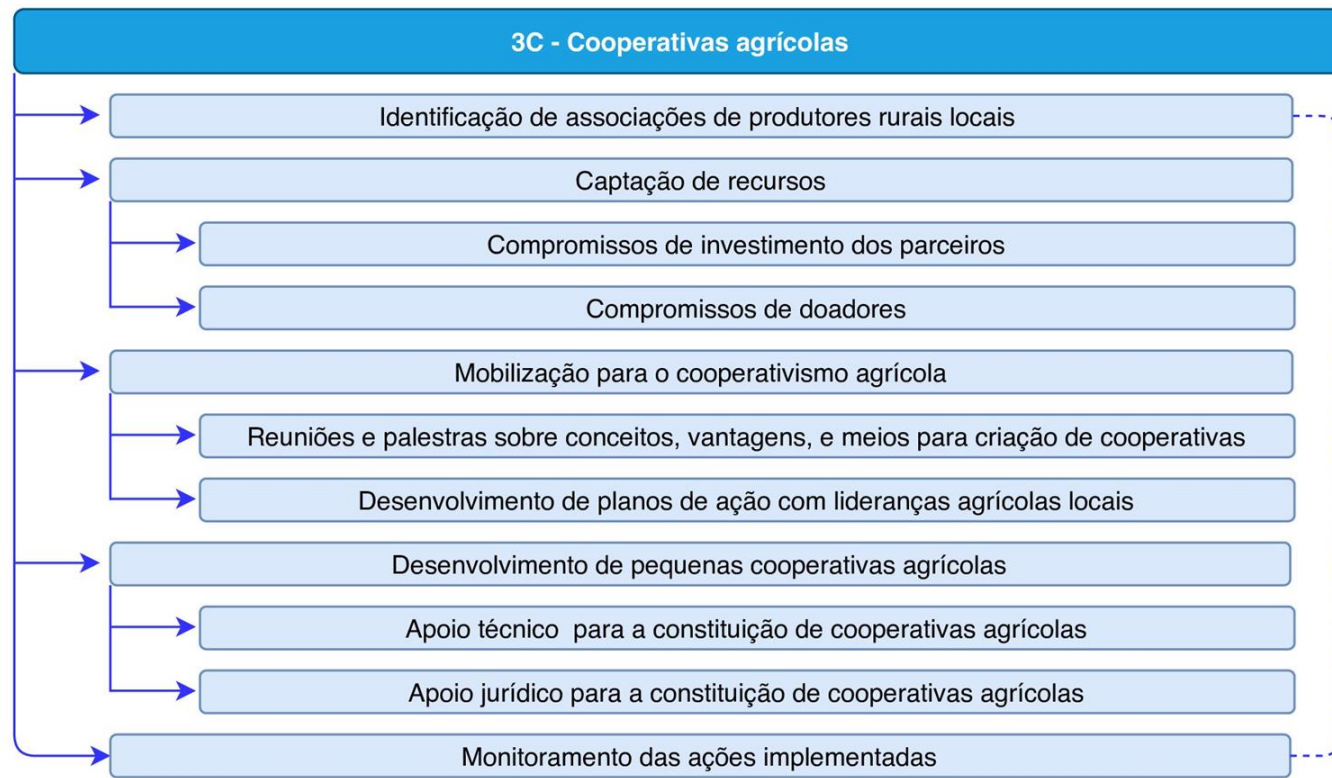 3C - Cooperativas agrícolas
Identificação de associações de produtores rurais locais
Captação de recursos
Compromissos de investimento dos parceiros
Compromissos de doadores
Mobilização para o cooperativismo agrícola
Reuniões e palestras sobre conceitos, vantagens, e meios para criação de cooperativas
Desenvolvimento de planos de ação com lideranças agrícolas locais
Desenvolvimento de pequenas cooperativas agrícolas
Apoio técnico  para a constituição de cooperativas agrícolas
Apoio jurídico para a constituição de cooperativas agrícolas
Monitoramento das ações implementadas